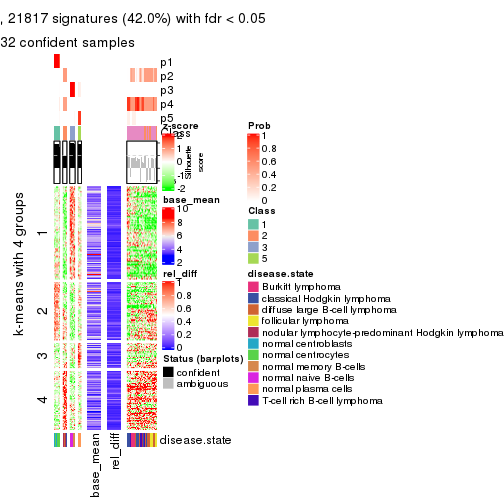 , 21817 signatures (42.0%) with fdr < 0.05
32 confident samples
p1
p2
p3
p4
p5
Class
Silhouette
score
k-means with 4 groups
1
2
3
4
base_mean
rel_diff
disease.state
z-score
2
1
0
-1
-2
base_mean
10
8
6
4
2
rel_diff
1
0.8
0.6
0.4
0.2
0
Status (barplots)
confident
ambiguous
Prob
1
0.8
0.6
0.4
0.2
0
Class
1
2
3
5
disease.state
Burkitt lymphoma
classical Hodgkin lymphoma
diffuse large B-cell lymphoma
follicular lymphoma
nodular lymphocyte-predominant Hodgkin lymphoma
normal centroblasts
normal centrocytes
normal memory B-cells
normal naive B-cells
normal plasma cells
T-cell rich B-cell lymphoma